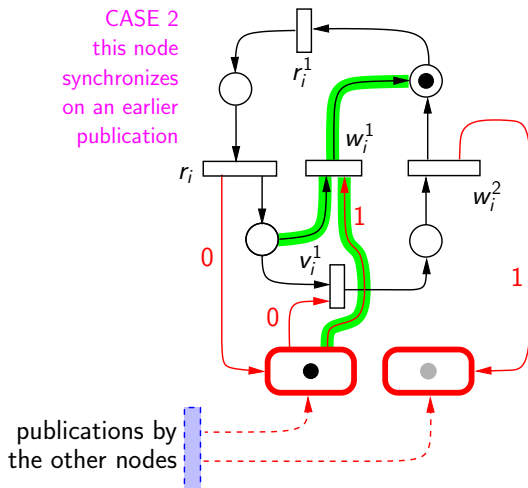 CASE 2
this node
synchronizes
on an earlier
publication
r_i^1
w_i^1
r_i
w_i^2
1
0
v_i^1
1
0
publications by
the other nodes